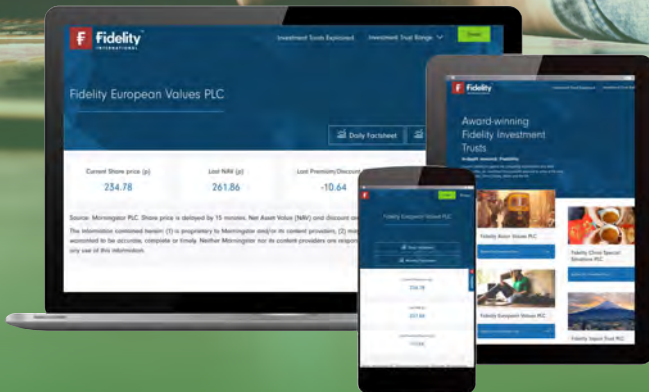 Fidelity
INTERNATIONAL
Investment Trusts Explained
Investment Trust Range
Fidelity European Values PLC
Daily Factsheet
Current Share price (p)
Last NAV (p)
Last Premium/Discount
234.78
261.86
-10.64
Source: Morningstar PLC. Share price is delayed by 15 minutes. Net Asset Value (NAV) and discount
The information contained herein: (1) is proprietary to Morningstar and/or its content providers; (2) may
warranted to be accurate, complete or timely. Neither Morningstar nor its content providers are
any use of this information.
Fidelity
Award-winning
Fidelity Investment
Trusts
Fidelity Asian Values PLC
Fidelity China Special
Situations PLC
Fidelity European Values PLC
Fidelity Japan Trust PLC
Fidelity European Values PLC
Daily Factsheet
234.78
261.86
-10.64